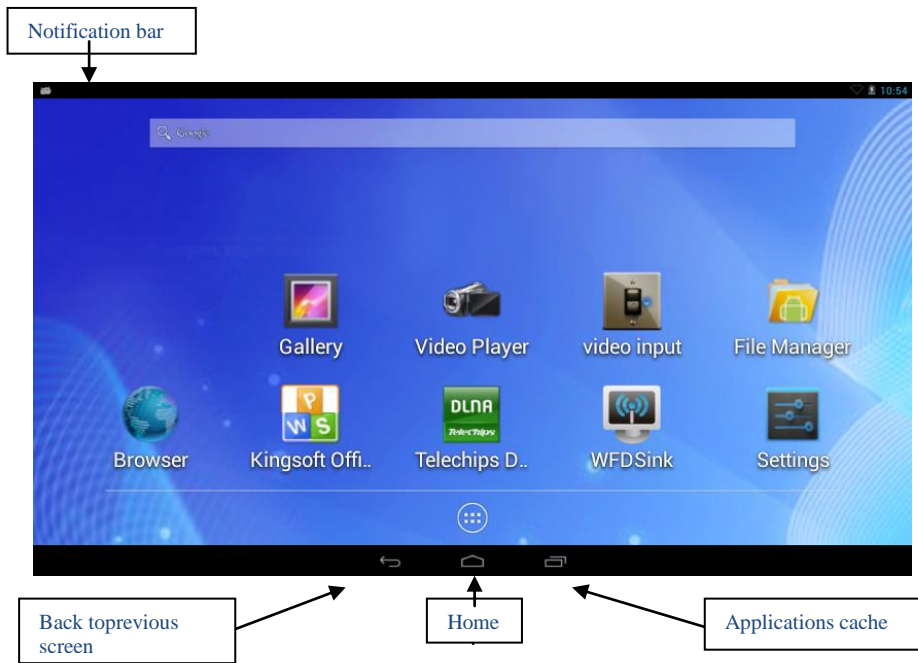 Notification bar
10:54
Google
Gallery
Video Player
video input
File Manager
P
W S
DLNA
Telechips
Browser
Kingsoft Offi..
Telechips D..
WFDSink
Settings
Back toprevious
screen
Home
Applications cache